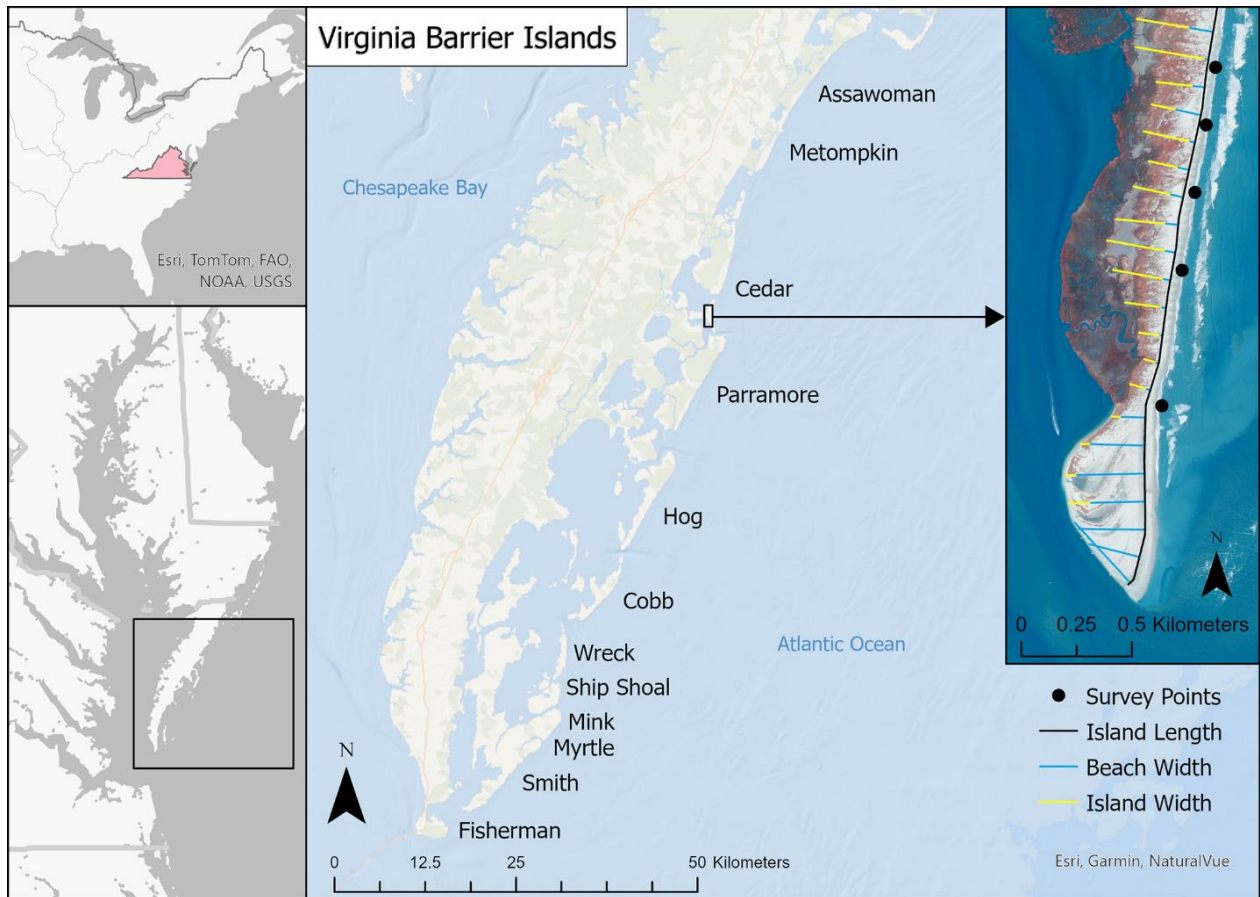 Virginia Barrier Islands
Esri, TomTom, FAO,
NOAA, USGS
Chesapeake Bay
Assawoman
Metompkin
Cedar
Parramore
Hog
Cobb
Wreck
Ship Shoal
Mink
Myrtle
Smith
Fisherman
Atlantic Ocean
N
0 12.5 25 50 Kilometers
N
0 0.25 0.5 Kilometers
Survey Points
Island Length
Beach Width
Island Width
Esri, Garmin, NaturalVue